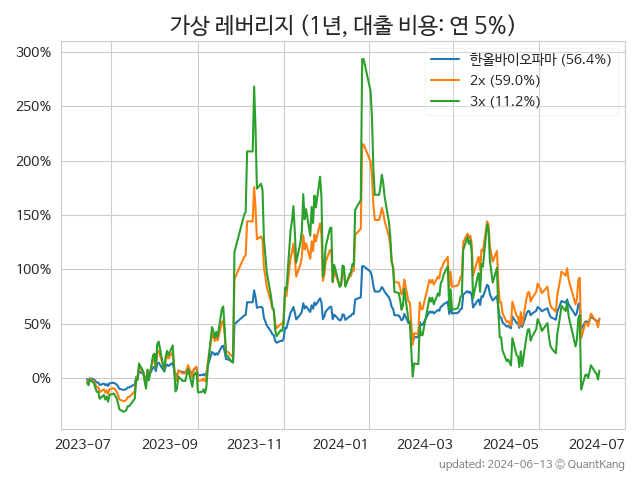 가상 레버리지 (1년, 대출 비용: 연 5%)
300%
250%
200%
150%
100%
50%
0%
한올바이오파마 (56.4%)
2x (59.0%)
3x (11.2%)
2023-07
2023-09
2023-11
2024-01
2024-03
2024-05
2024-07
updated: 2024-06-13 © QuantKang